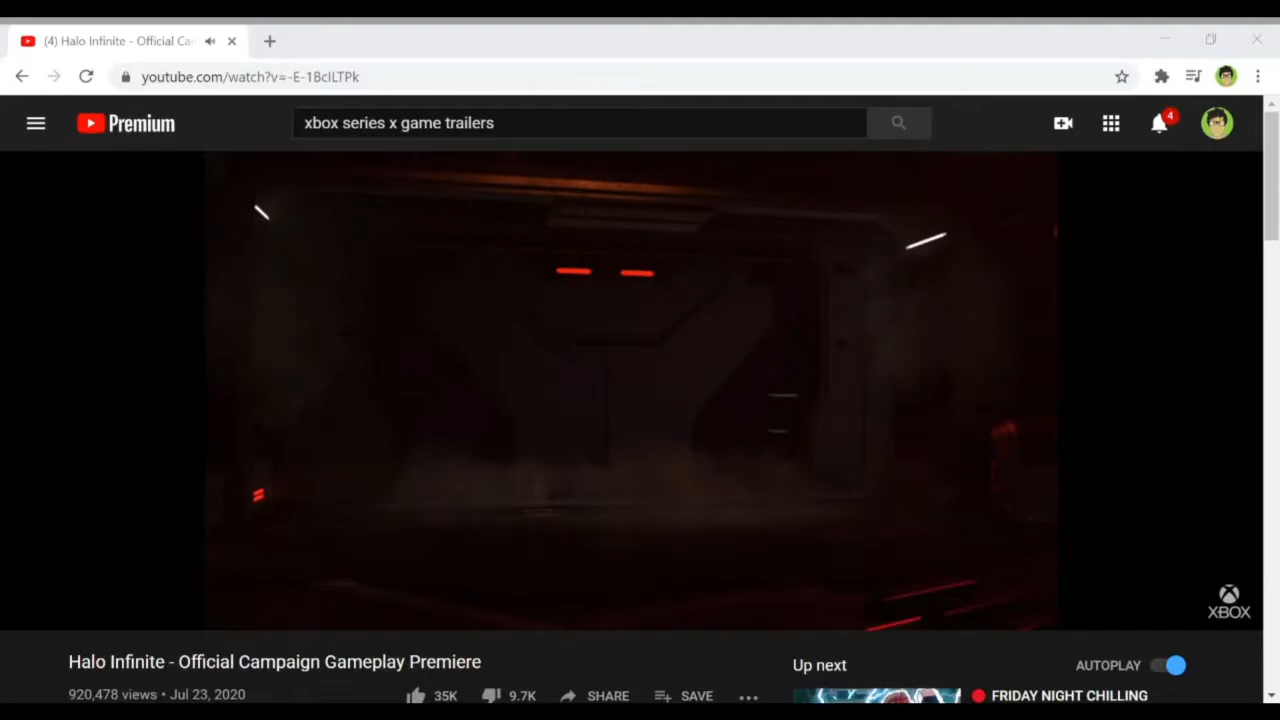 (4) Halo Infinite - Official Ca
youtube.com/watch?v=-E-1BcILTPk
Premium
xbox series x game trailers
4
XBOX
Halo Infinite - Official Campaign Gameplay Premiere
920,478 views • Jul 23, 2020
35K
9.7K
SHARE
SAVE
Up next
AUTOPLAY
FRIDAY NIGHT CHILLING